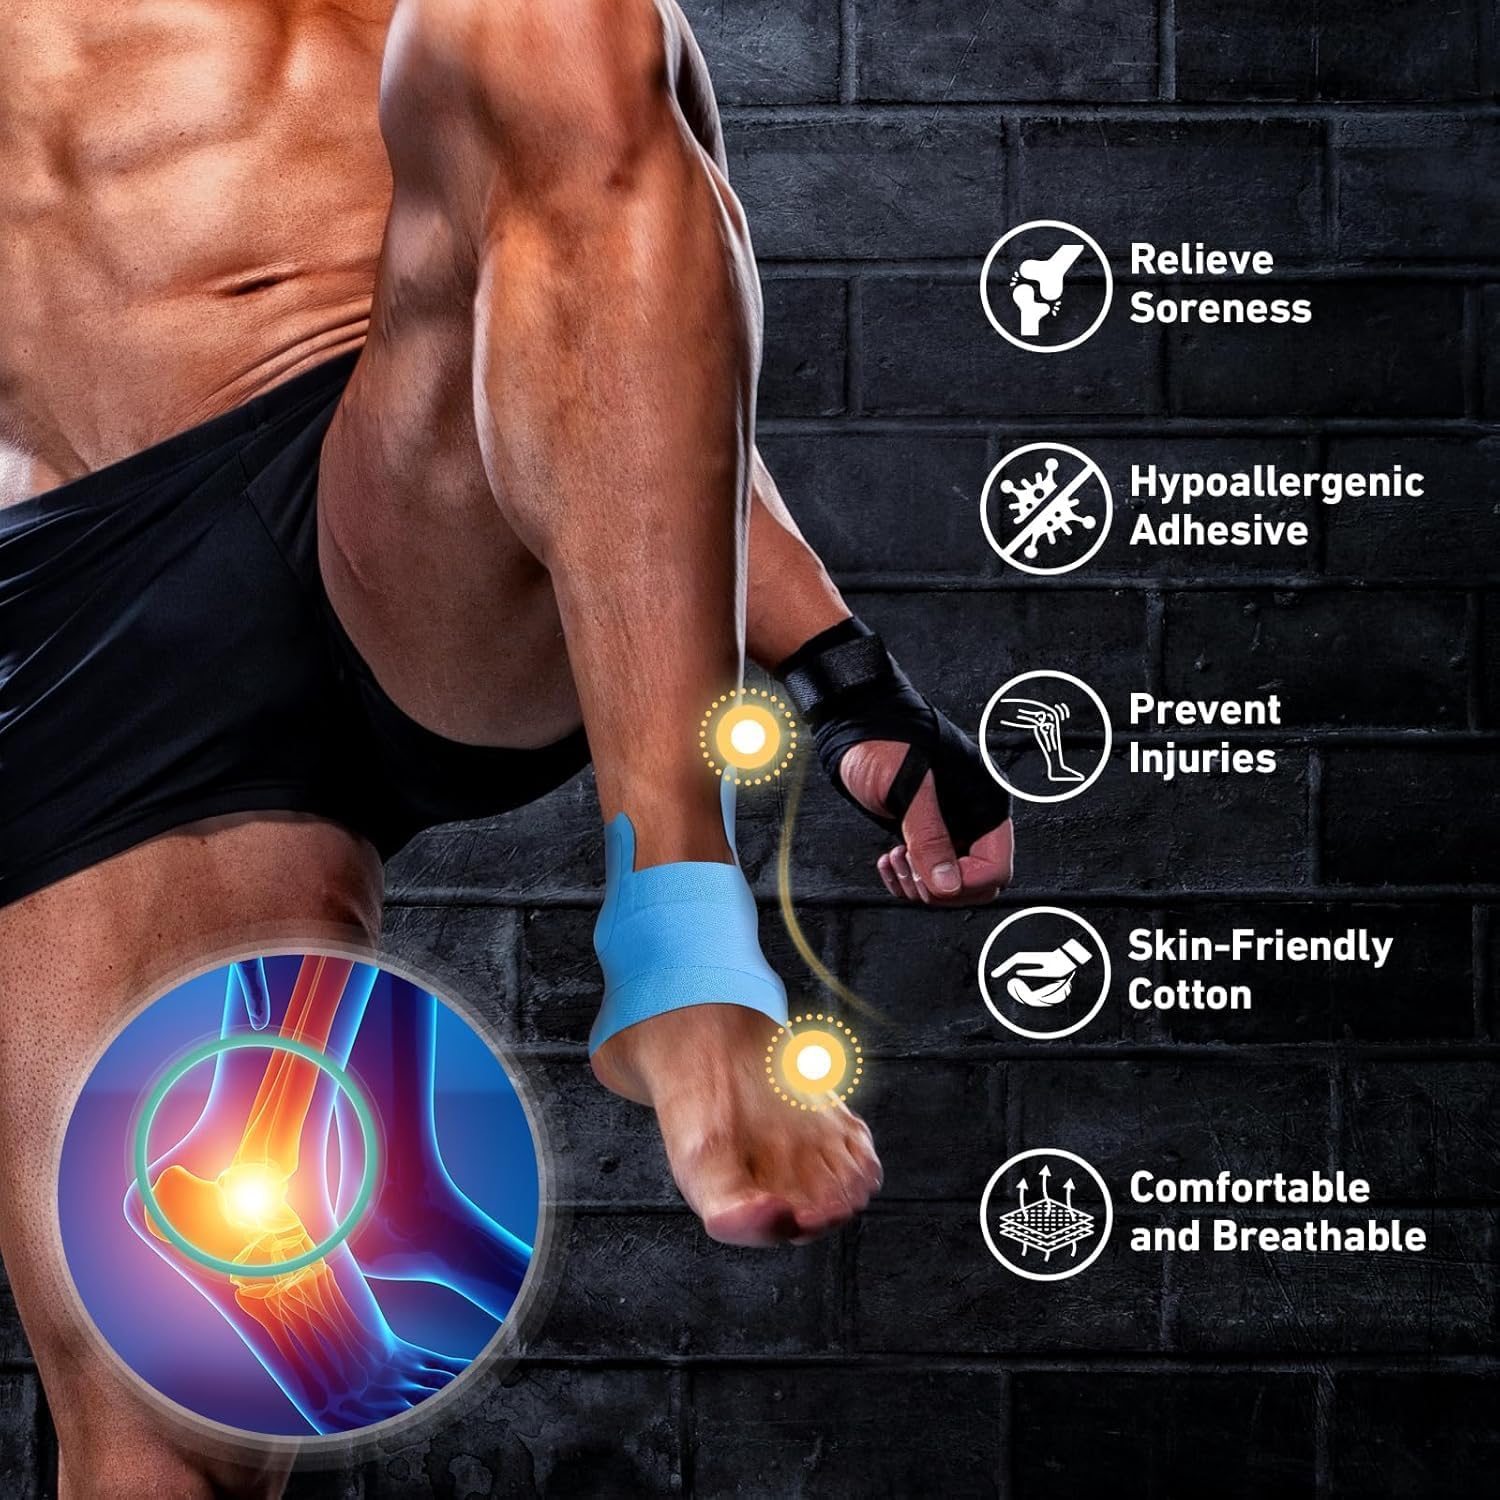 Relieve
Soreness
Hypoallergenic
Adhesive
Prevent
Injuries
Skin-Friendly
Cotton
Comfortable
and Breathable